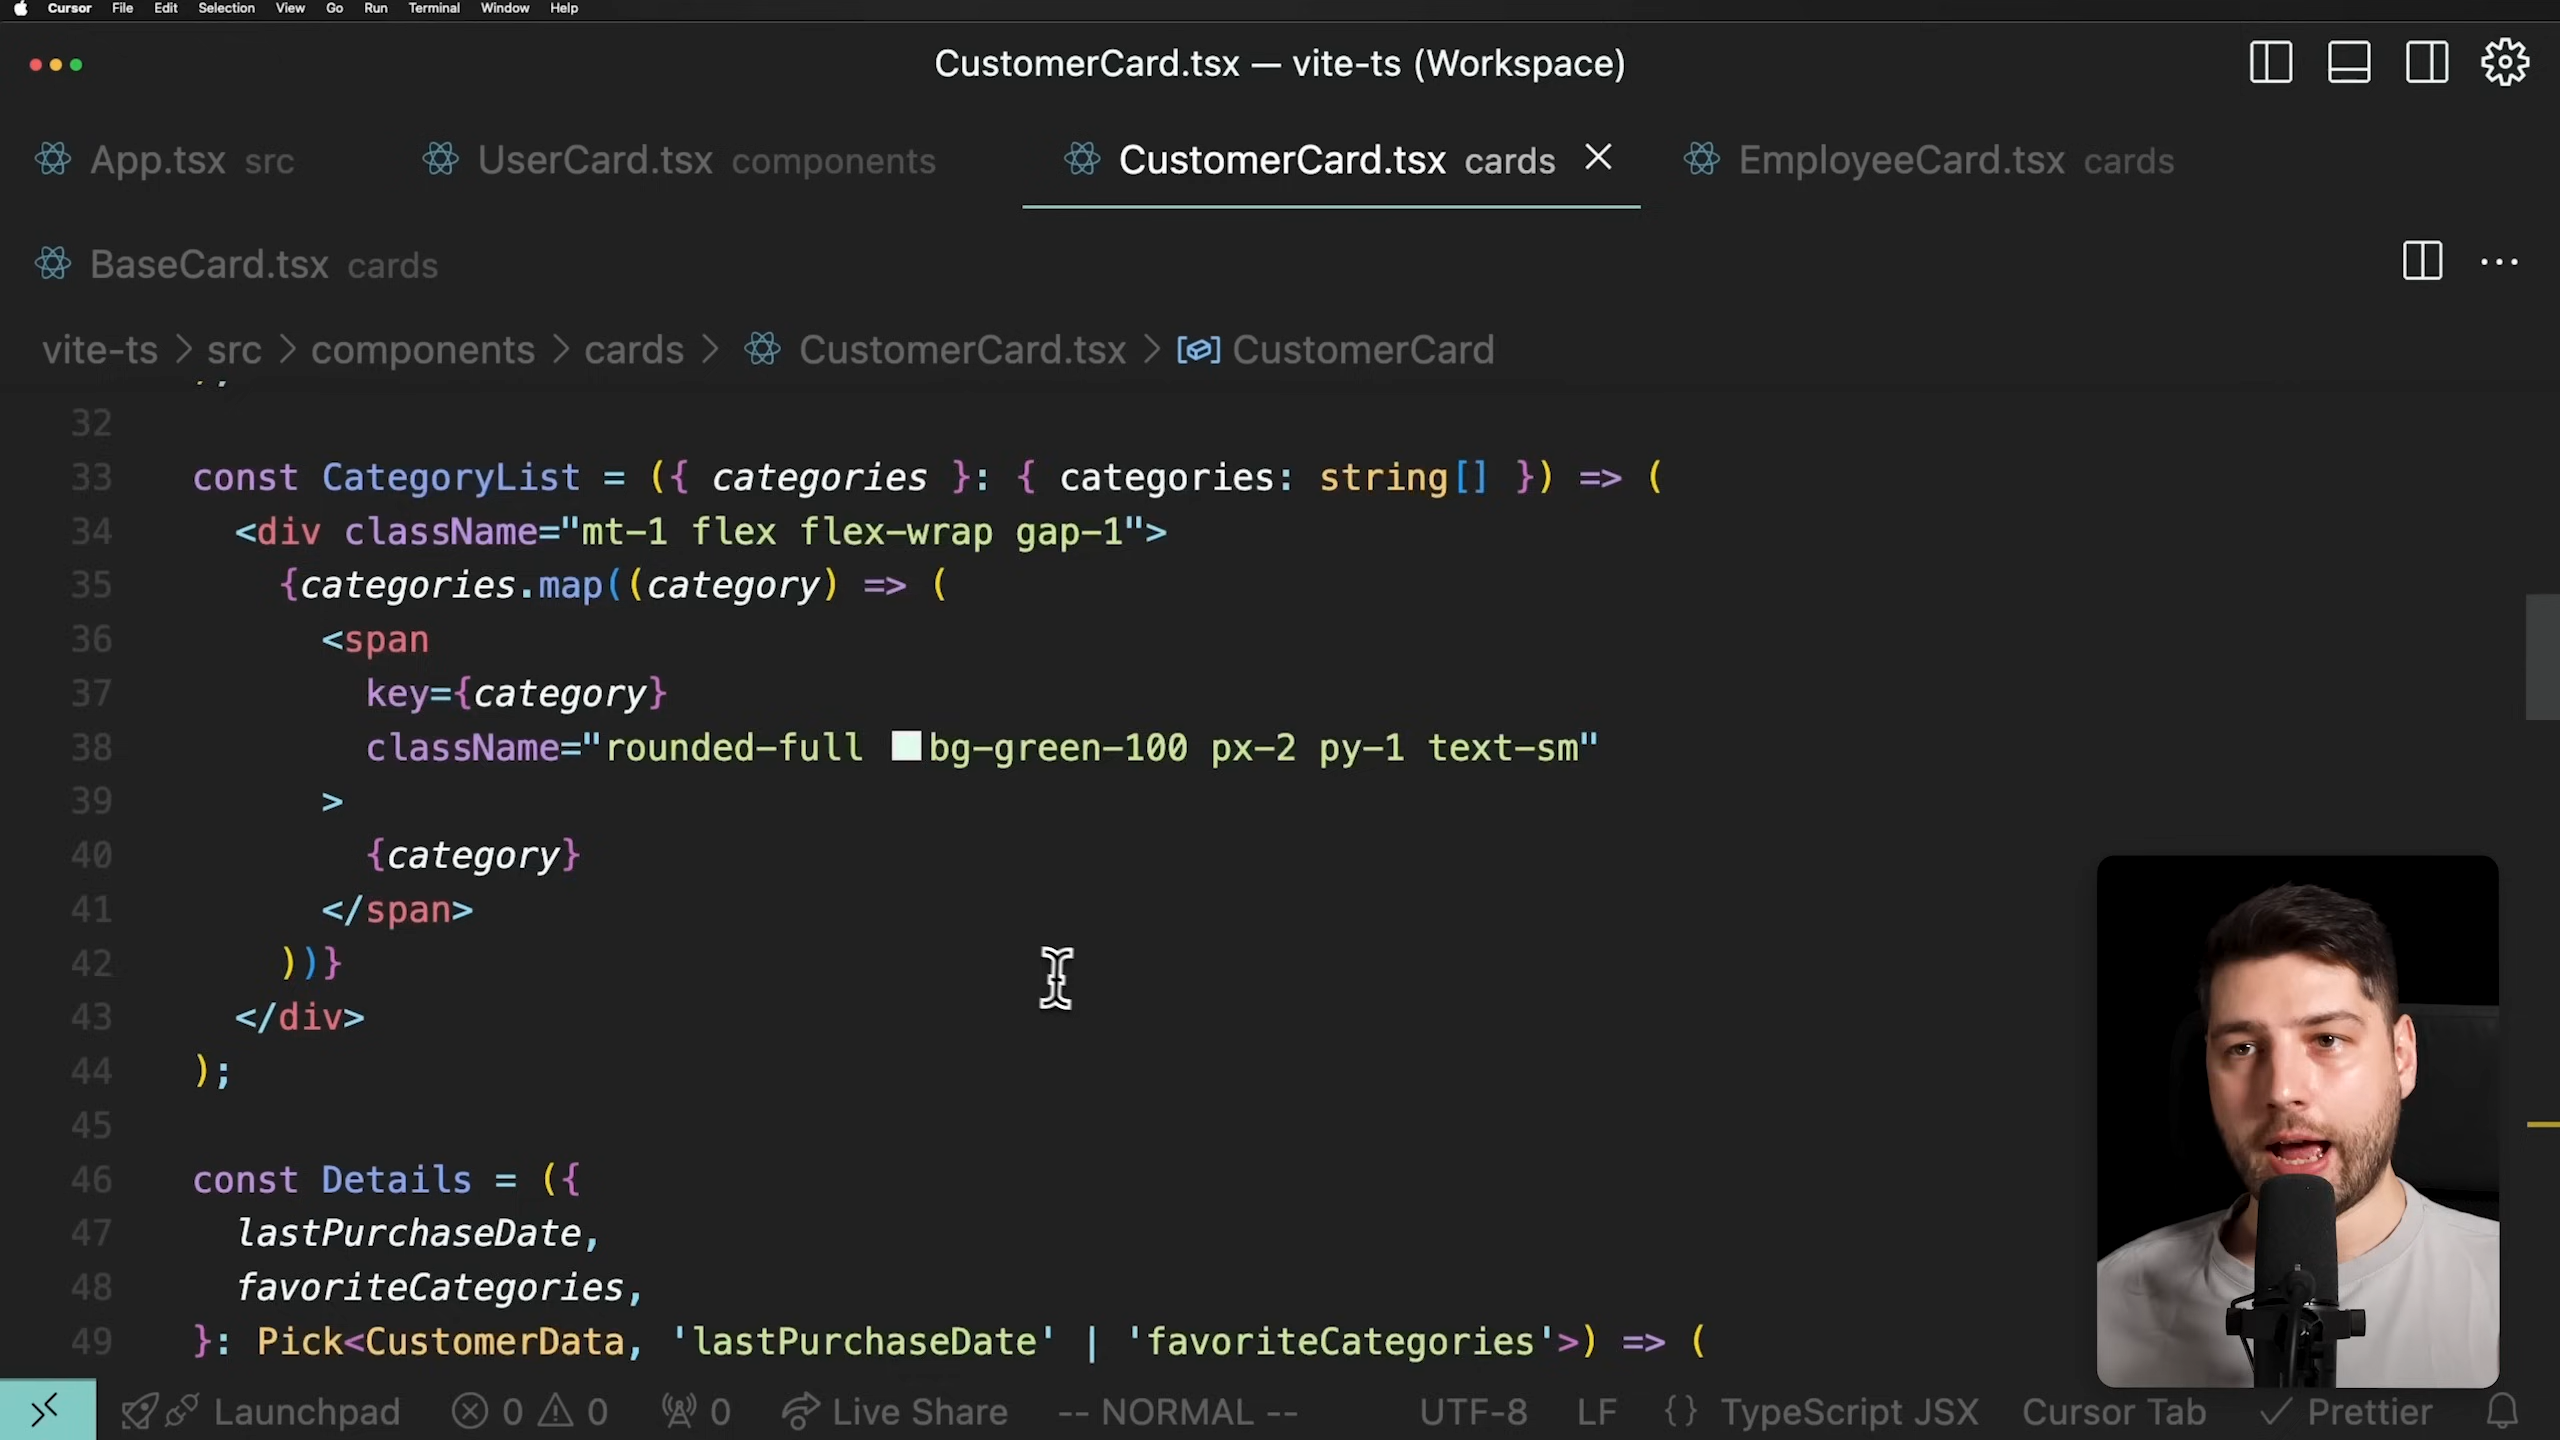 Cursor File Edit Selection View Go Run Terminal Window Help
CustomerCard.tsx — vite-ts (Workspace)
App.tsx src UserCard.tsx components CustomerCard.tsx cards EmployeeCard.tsx cards
BaseCard.tsx cards
vite-ts > src > components > cards > CustomerCard.tsx > CustomerCard
32
33 const CategoryList = ({ categories }: { categories: string[] }) => (
34 <div className="mt-1 flex flex-wrap gap-1">
35 {categories.map((category) => (
36 <span
37 key={category}
38 className="rounded-full bg-green-100 px-2 py-1 text-sm"
39 >
40 {category}
41 </span>
42 ))}
43 </div>
44 );
45
46 const Details = ({
47 lastPurchaseDate,
48 favoriteCategories,
49 }: Pick<CustomerData, 'lastPurchaseDate' | 'favoriteCategories'>) => (
Launchpad 0 0 0 Live Share -- NORMAL -- UTF-8 LF {} TypeScript JSX Cursor Tab Prettier